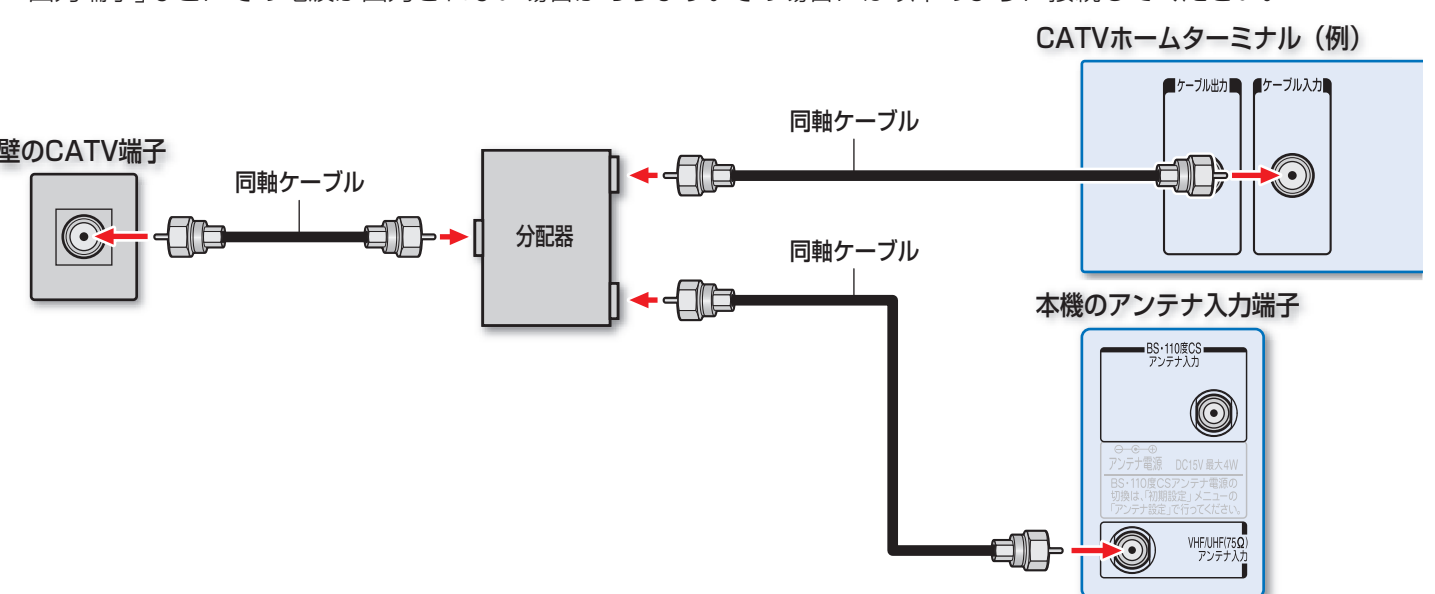 CATVホームターミナル（例）
ケーブル出力
ケーブル入力
同軸ケーブル
壁のCATV端子
同軸ケーブル
分配器
同軸ケーブル
本機のアンテナ入力端子
BS・110度CS
アンテナ入力
アンテナ電源 DC15V 最大4W
BS・110度CSアンテナ電源の
切換は、「初期設定」メニューの
「アンテナ設定」で行ってください。
VHF/UHF(75Ω)
アンテナ入力